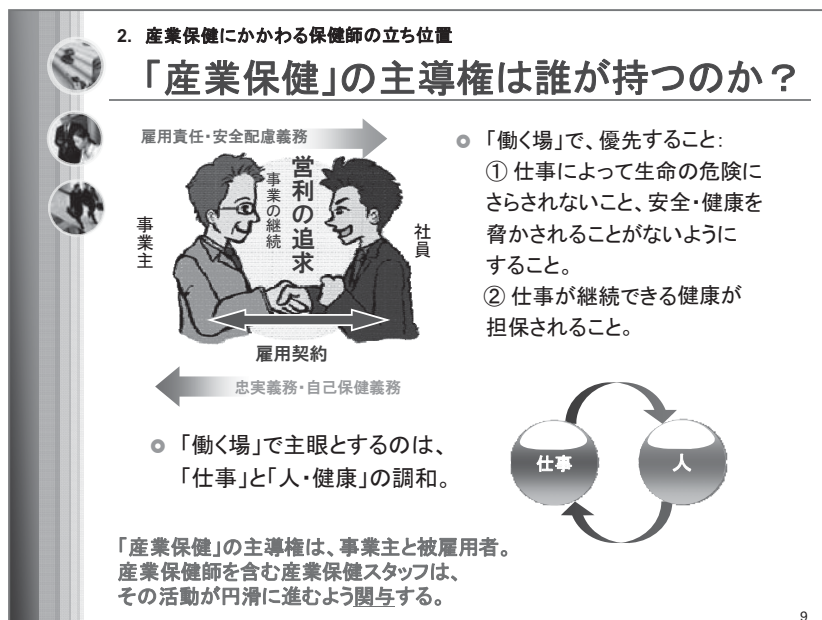 2. 産業保健にかかわる保健師の立ち位置
「産業保健」の主導権は誰が持つのか？
雇用責任・安全配慮義務
事業主
事業の継続
営利の追求
社員
雇用契約
忠実義務・自己保健義務
「働く場」で、優先すること:
① 仕事によって生命の危険に
さらされないこと、安全・健康を
脅かされることがないように
すること。
② 仕事が継続できる健康が
担保されること。
「働く場」で主眼とするのは、
「仕事」と「人・健康」の調和。
仕事
人
「産業保健」の主導権は、事業主と被雇用者。
産業保健師を含む産業保健スタッフは、
その活動が円滑に進むよう関与する。
9